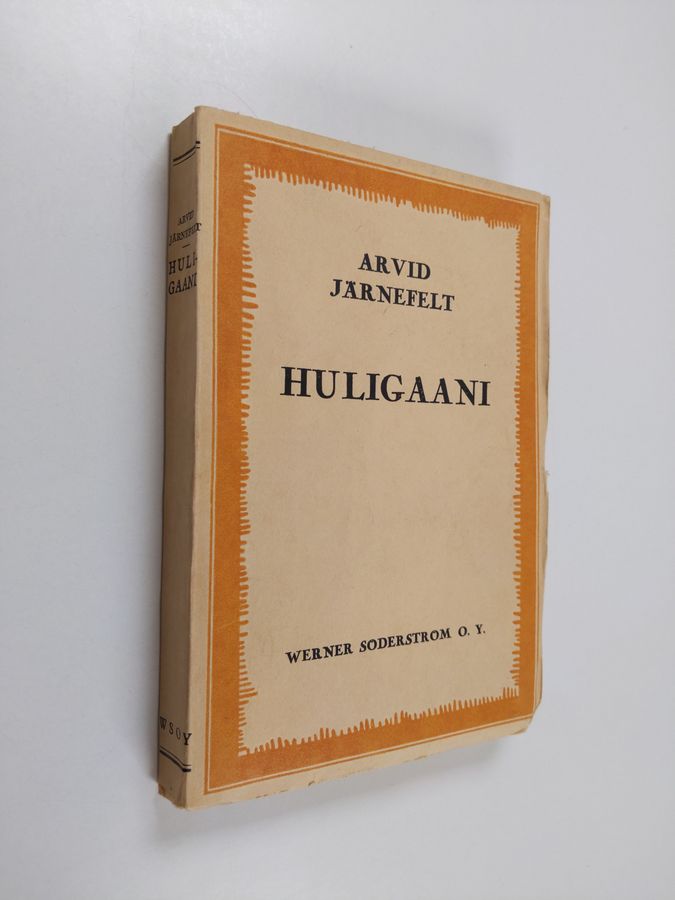 ARVID
JÄRNEFELT
HULIGAANI
WERNER SÖDERSTRÖM O. Y.
ARVID
JÄRNEFELT
HULI-
GAANI
WSOY